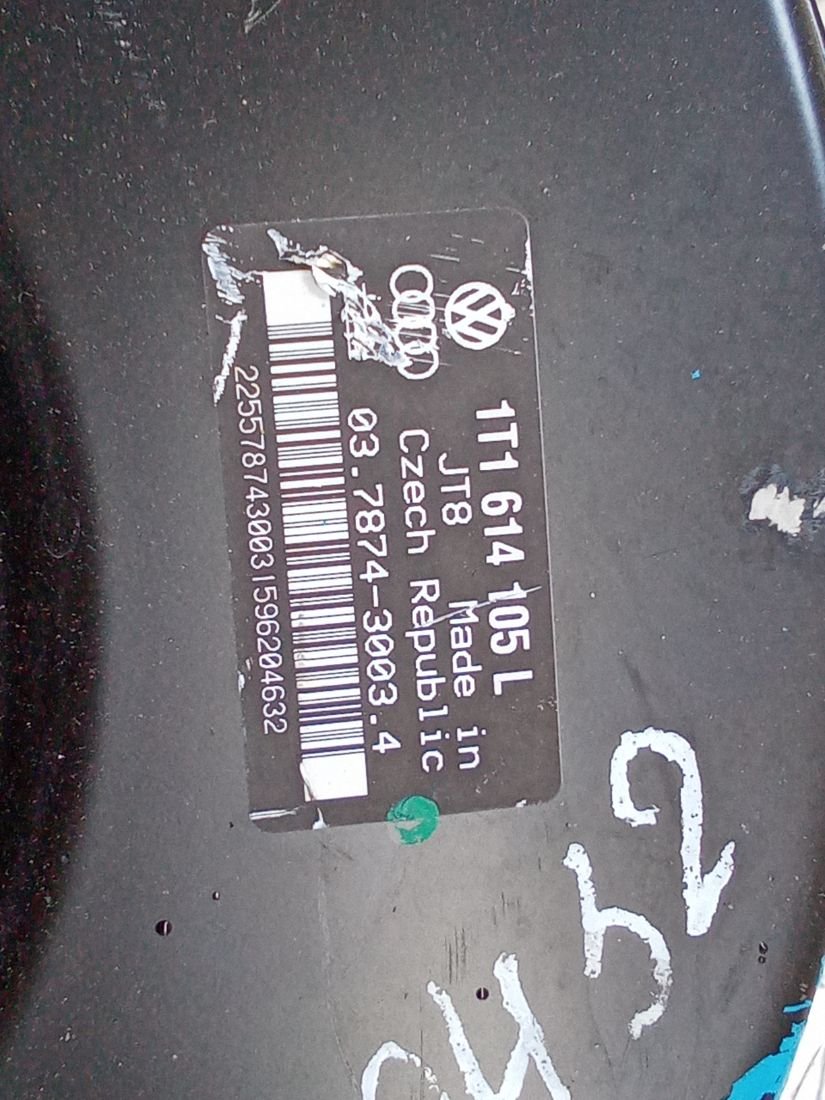 1T1 614 105 L
JT8 Made in
Czech Republic
03.7874-3003.4
2255787430031596204632